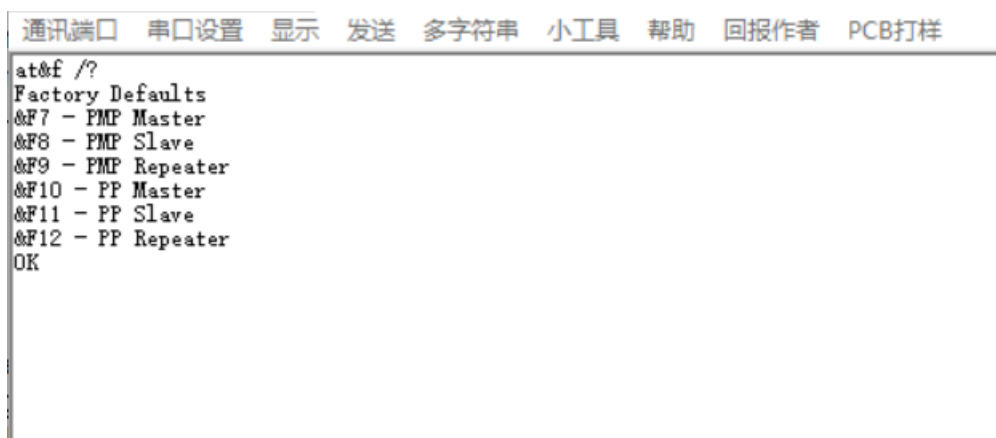 通讯端口 串口设置 显示 发送 多字符串 小工具 帮助 回报作者 PCB打样
at&f /?
Factory Defaults
&F7 - PMP Master
&F8 - PMP Slave
&F9 - PMP Repeater
&F10 - PP Master
&F11 - PP Slave
&F12 - PP Repeater
OK